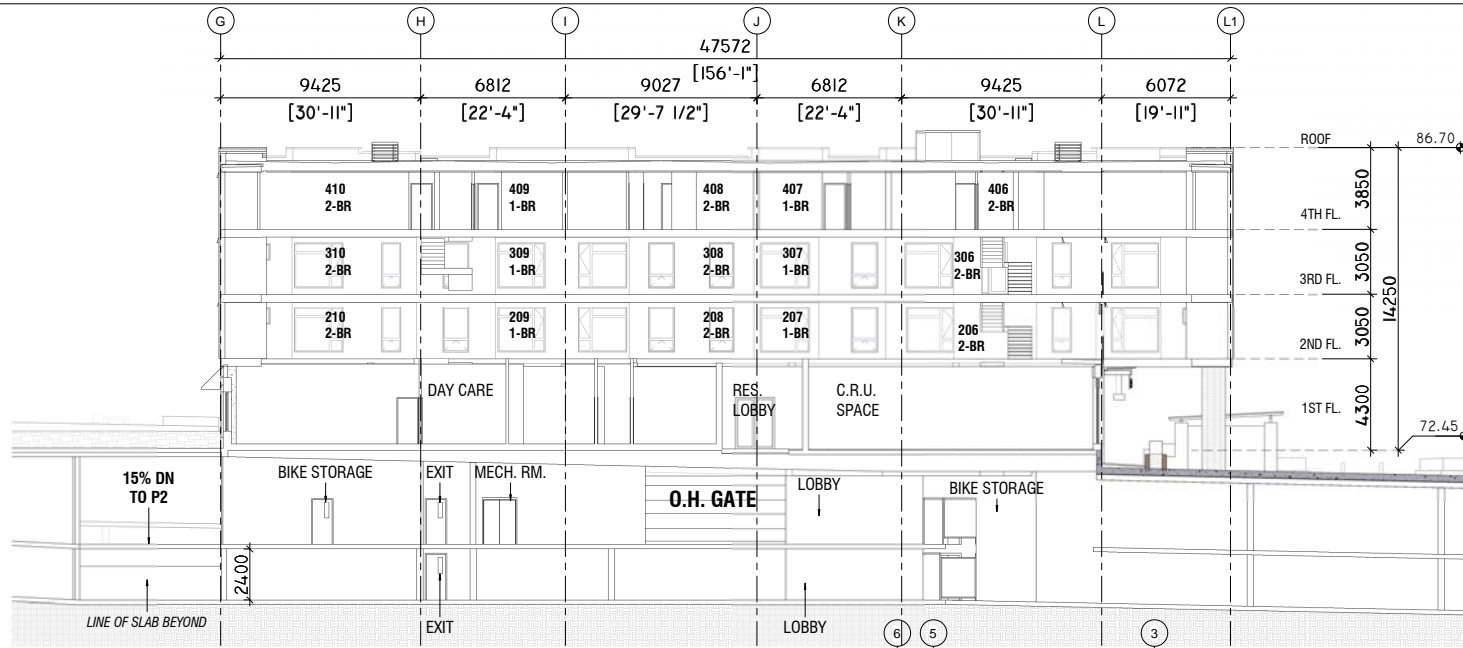 G H I J K L L1
47572
[156'-1"]
9425 6812 9027 6812 9425 6072
[30'-11"] [22'-4"] [29'-7 1/2"] [22'-4"] [30'-11"] [19'-11"]
ROOF 86.70
410 409 408 407 406
2-BR 1-BR 2-BR 1-BR 2-BR
4TH FL. 3850
310 309 308 307 306
2-BR 1-BR 2-BR 1-BR 2-BR
3RD FL. 3050
14250
210 209 208 207 206
2-BR 1-BR 2-BR 1-BR 2-BR
2ND FL. 3050
DAY CARE RES. C.R.U.
LOBBY SPACE
1ST FL. 4300
72.45
15% DN BIKE STORAGE EXIT MECH. RM. LOBBY BIKE STORAGE
TO P2
O.H. GATE
2400
LINE OF SLAB BEYOND EXIT LOBBY
6 5 3